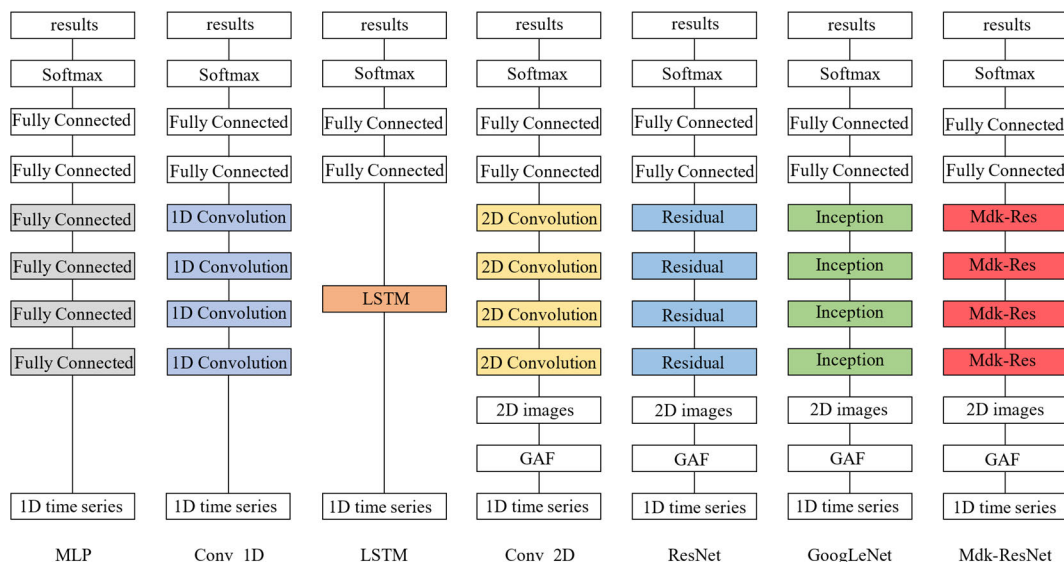 results results results results results results results
Softmax Softmax Softmax Softmax Softmax Softmax Softmax
Fully Connected Fully Connected Fully Connected Fully Connected Fully Connected Fully Connected Fully Connected
Fully Connected Fully Connected Fully Connected Fully Connected Fully Connected Fully Connected Fully Connected
Fully Connected 1D Convolution 2D Convolution Residual Inception Mdk-Res
Fully Connected 1D Convolution 2D Convolution Residual Inception Mdk-Res
LSTM
Fully Connected 1D Convolution 2D Convolution Residual Inception Mdk-Res
Fully Connected 1D Convolution 2D Convolution Residual Inception Mdk-Res
2D images 2D images 2D images 2D images
GAF GAF GAF GAF
1D time series 1D time series 1D time series 1D time series 1D time series 1D time series 1D time series
MLP Conv_1D LSTM Conv_2D ResNet GoogLeNet Mdk-ResNet